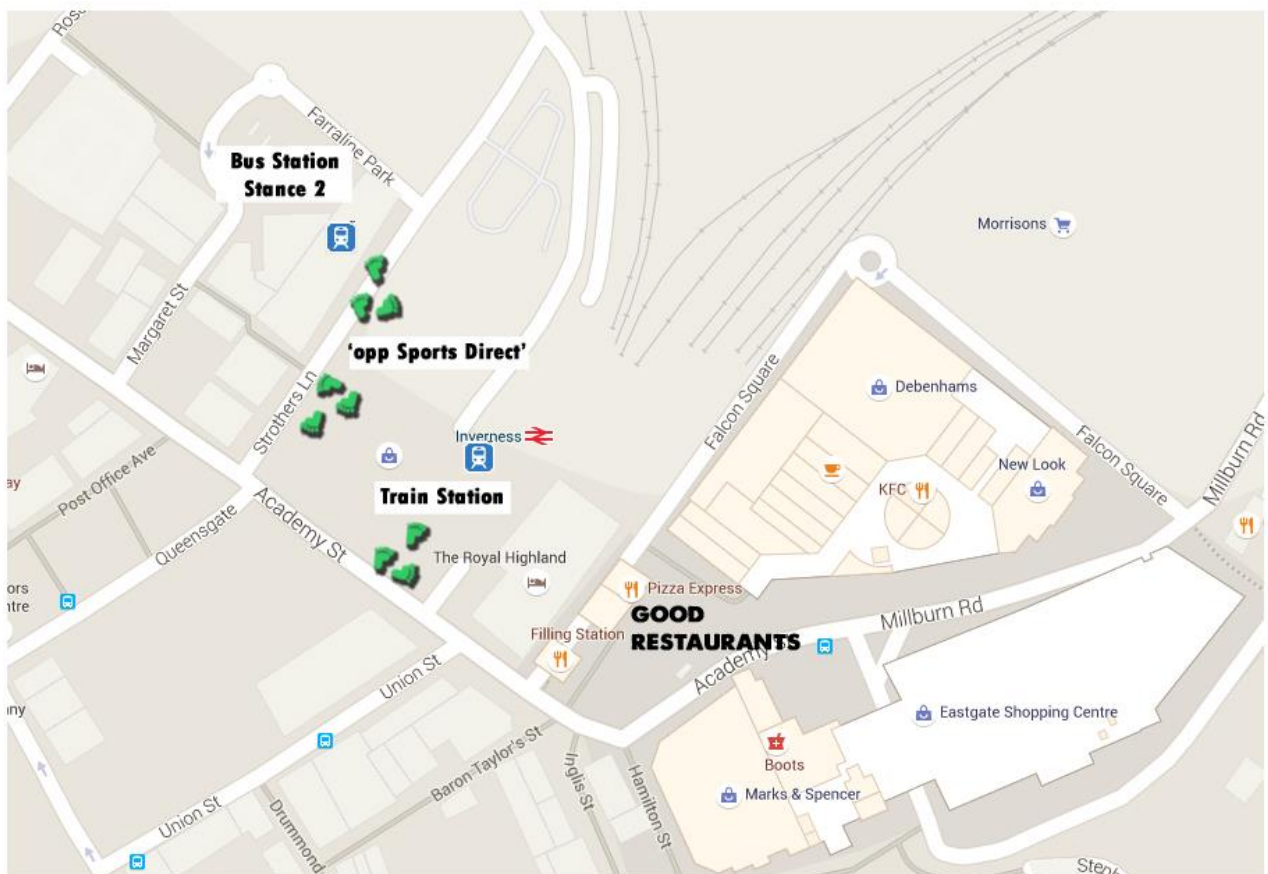 Ros
Farraline Park
Bus Station
Stance 2
Morrisons
Margaret St
'opp Sports Direct'
Falcon Square
Debenhams
Strothers Ln
Inverness
Falcon Square
Millburn Rd
New Look
KFC
ay
Post Office Ave
Train Station
Academy St
Queensgate
The Royal Highland
ors
ntre
Pizza Express
GOOD
RESTAURANTS
Millburn Rd
Filling Station
Academy S
Union St
any
Eastgate Shopping Centre
Baron Taylor's St
Inglis St
Hamilton St
Boots
Marks & Spencer
Union St
Drummond
Steph